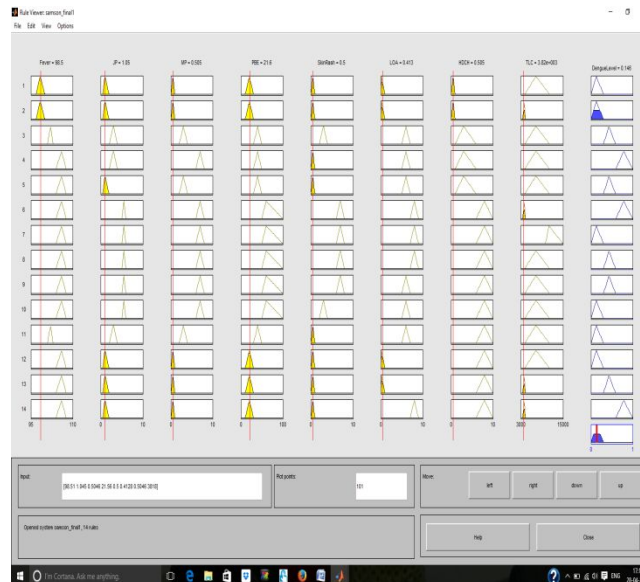 Rule Viewer: samson_final1
File Edit View Options
Fever = 98.5 JP = 1.05 MP = 0.505 PBE = 21.6 SkinRash = 0.5 LOA = 0.413 HGCH = 0.505 TLC = 3.82e+003 DengueLevel = 0.146
1
2
3
4
5
6
7
8
9
10
11
12
13
14
95 110 0 10 0 10 0 100 0 10 0 10 0 10 3000 15000
0 1
Input: Plot points: 101 Move: left right down up
Opened system samson_final1, 14 rules
Help Close
I'm Cortana. Ask me anything.
ENG